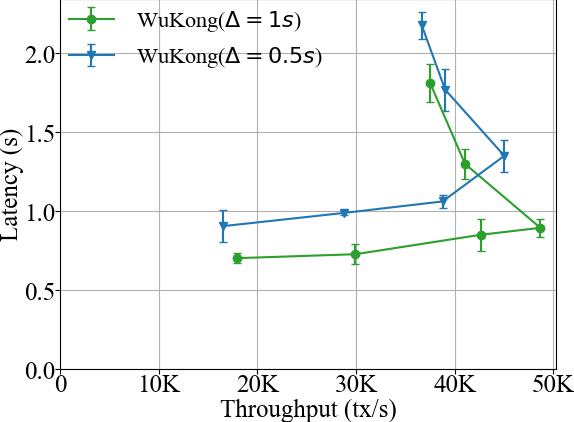 WuKong(Δ = 1s)
WuKong(Δ = 0.5s)
2.0
1.5
1.0
0.5
0.0
Latency (s)
0 10K 20K 30K 40K 50K
Throughput (tx/s)